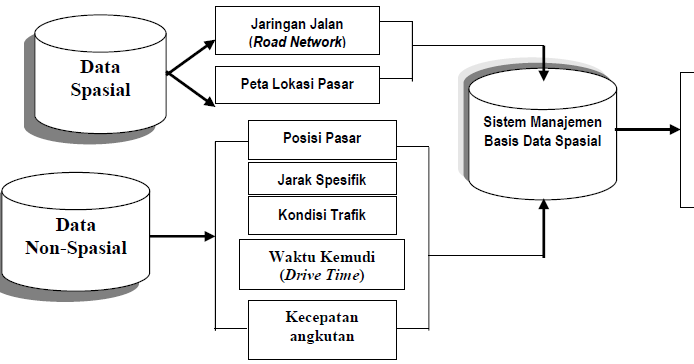 Data
Spasial
Jaringan Jalan
(Road Network)
Peta Lokasi Pasar
Data
Non-Spasial
Posisi Pasar
Jarak Spesifik
Kondisi Trafik
Waktu Kemudi
(Drive Time)
Kecepatan
angkutan
Sistem Manajemen
Basis Data Spasial